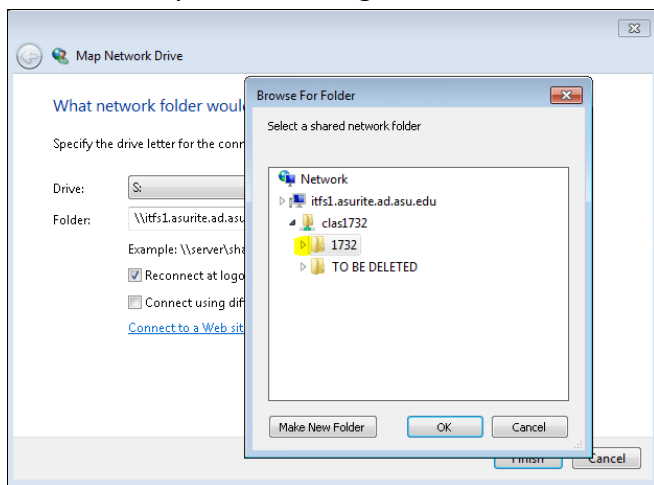 Map Network Drive
What network folder woul
Specify the drive letter for the conr
Drive: S:
Folder: \\itfs1.asurite.ad.asu
Example: \\server\sha
Reconnect at logo
Connect using dif
Connect to a Web sit
Browse For Folder
Select a shared network folder
Network
itfs1.asurite.ad.asu.edu
clas1732
1732
TO BE DELETED
Make New Folder OK Cancel
Finish Cancel